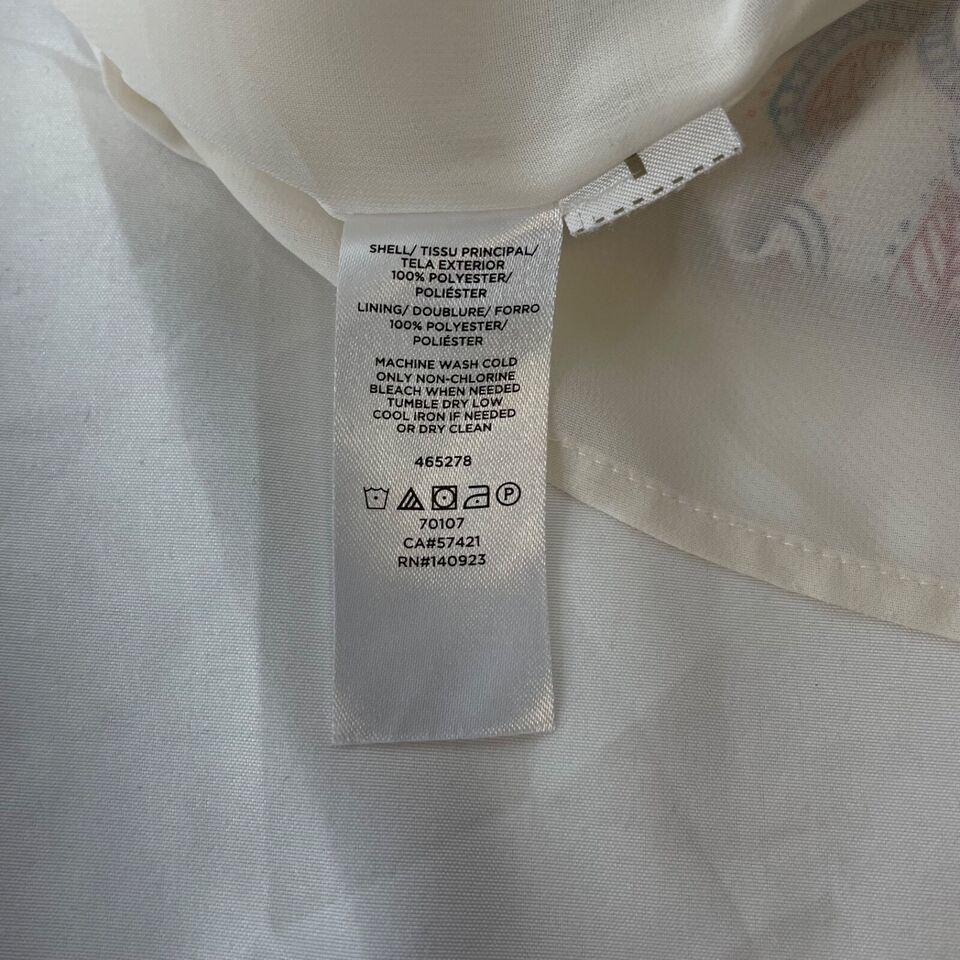 SHELL/ TISSU PRINCIPAL/
TELA EXTERIOR
100% POLYESTER/
POLIÉSTER
LINING/ DOUBLURE/ FORRO
100% POLYESTER/
POLIÉSTER
MACHINE WASH COLD
ONLY NON-CHLORINE
BLEACH WHEN NEEDED
TUMBLE DRY LOW
COOL IRON IF NEEDED
OR DRY CLEAN
465278
P
70107
CA#57421
RN#140923